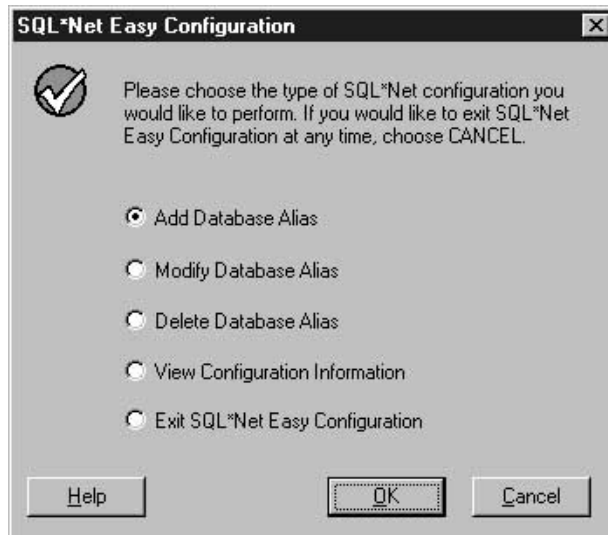 SQL*Net Easy Configuration
Please choose the type of SQL*Net configuration you
would like to perform. If you would like to exit SQL*Net
Easy Configuration at any time, choose CANCEL.
Add Database Alias
Modify Database Alias
Delete Database Alias
View Configuration Information
Exit SQL*Net Easy Configuration
Help OK Cancel